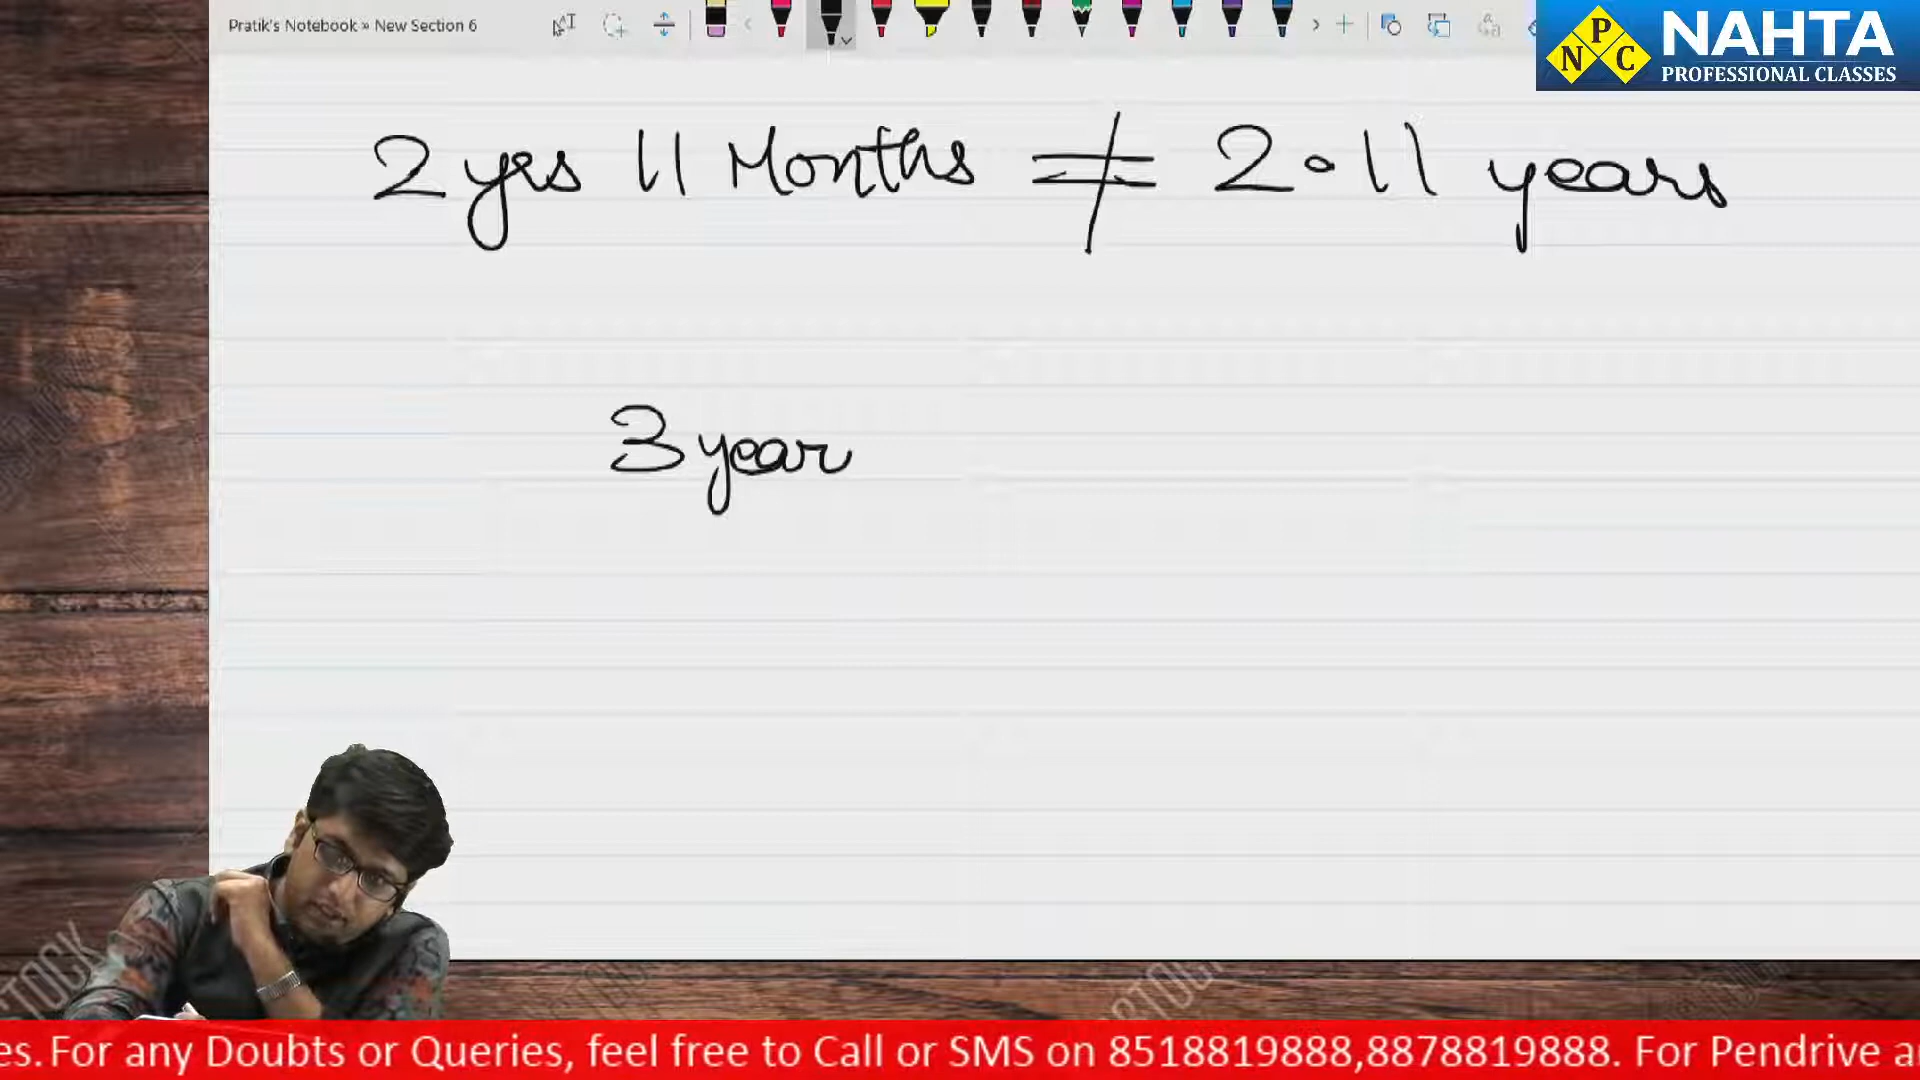 Pratik's Notebook » New Section 6
NPC
NAHTA
PROFESSIONAL CLASSES
2 yrs 11 Months ≠ 2.11 years
3 year
es. For any Doubts or Queries, feel free to Call or SMS on 8518819888,8878819888. For Pendrive a